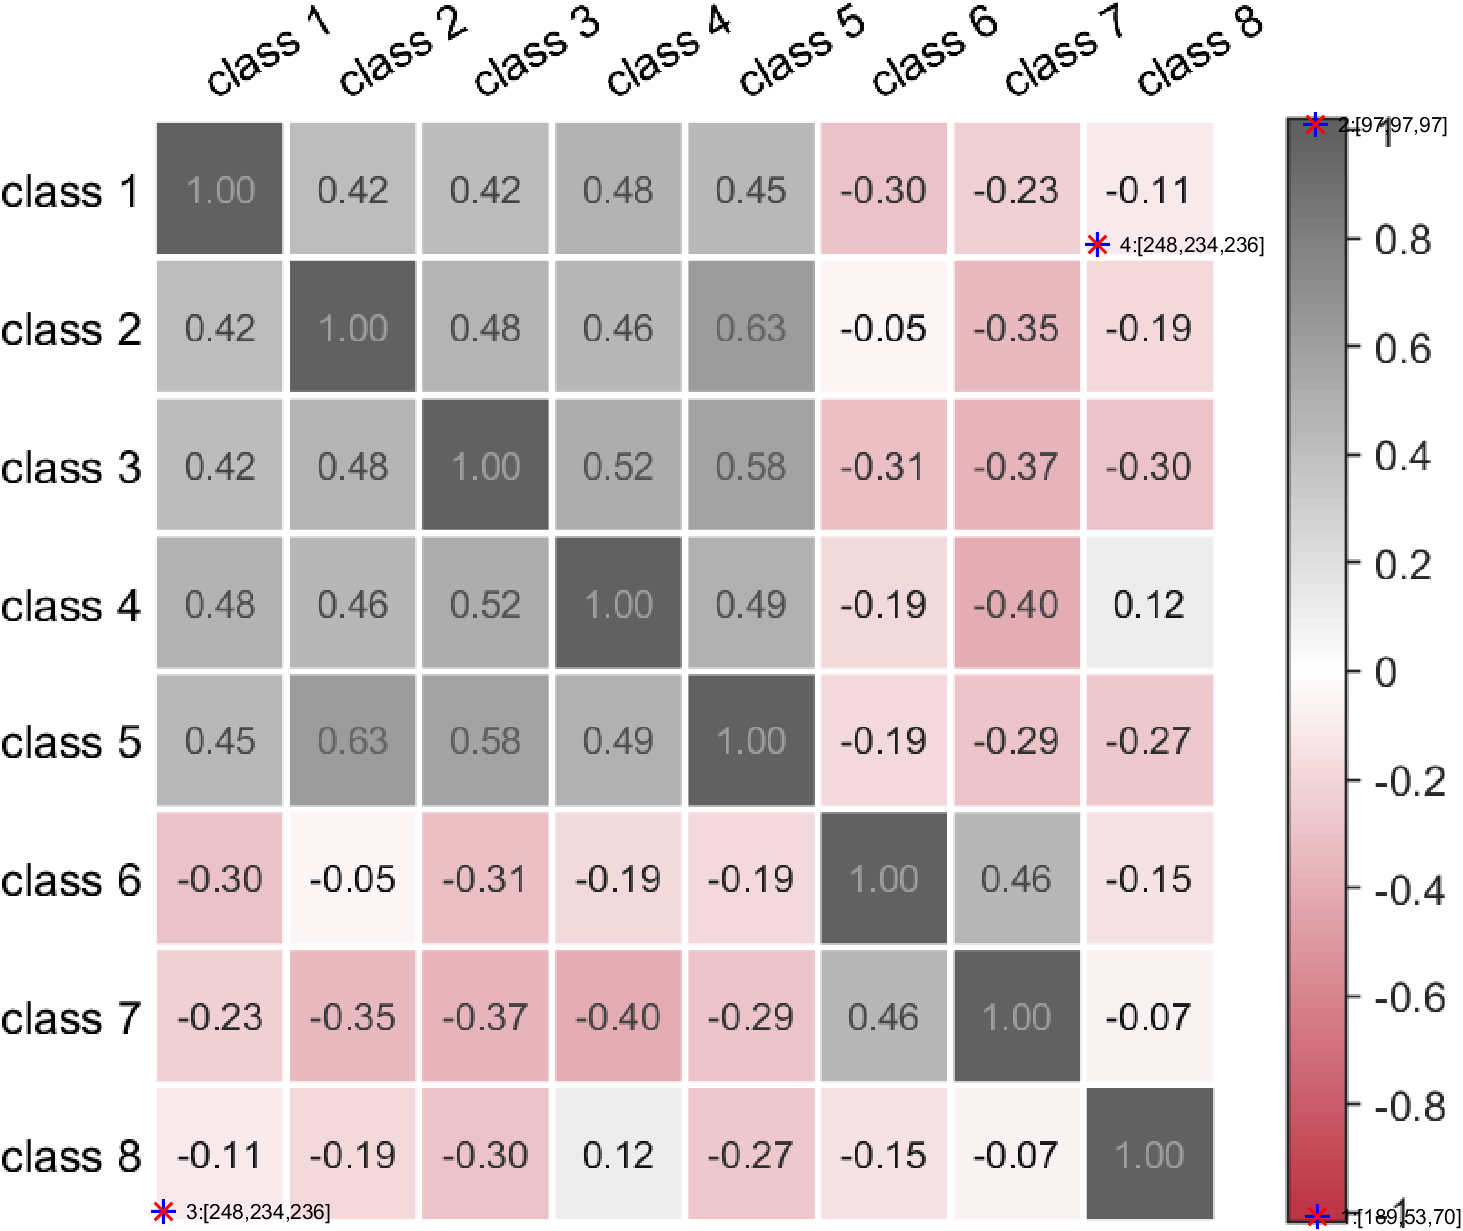 class 1 class 2 class 3 class 4 class 5 class 6 class 7 class 8
class 1 1.00 0.42 0.42 0.48 0.45 -0.30 -0.23 -0.11
class 2 0.42 1.00 0.48 0.46 0.63 -0.05 -0.35 -0.19
class 3 0.42 0.48 1.00 0.52 0.58 -0.31 -0.37 -0.30
class 4 0.48 0.46 0.52 1.00 0.49 -0.19 -0.40 0.12
class 5 0.45 0.63 0.58 0.49 1.00 -0.19 -0.29 -0.27
class 6 -0.30 -0.05 -0.31 -0.19 -0.19 1.00 0.46 -0.15
class 7 -0.23 -0.35 -0.37 -0.40 -0.29 0.46 1.00 -0.07
class 8 -0.11 -0.19 -0.30 0.12 -0.27 -0.15 -0.07 1.00
2:[97,97,97]
1
0.8
0.6
0.4
0.2
0
-0.2
-0.4
-0.6
-0.8
-1
1:[189,53,70]
4:[248,234,236]
3:[248,234,236]